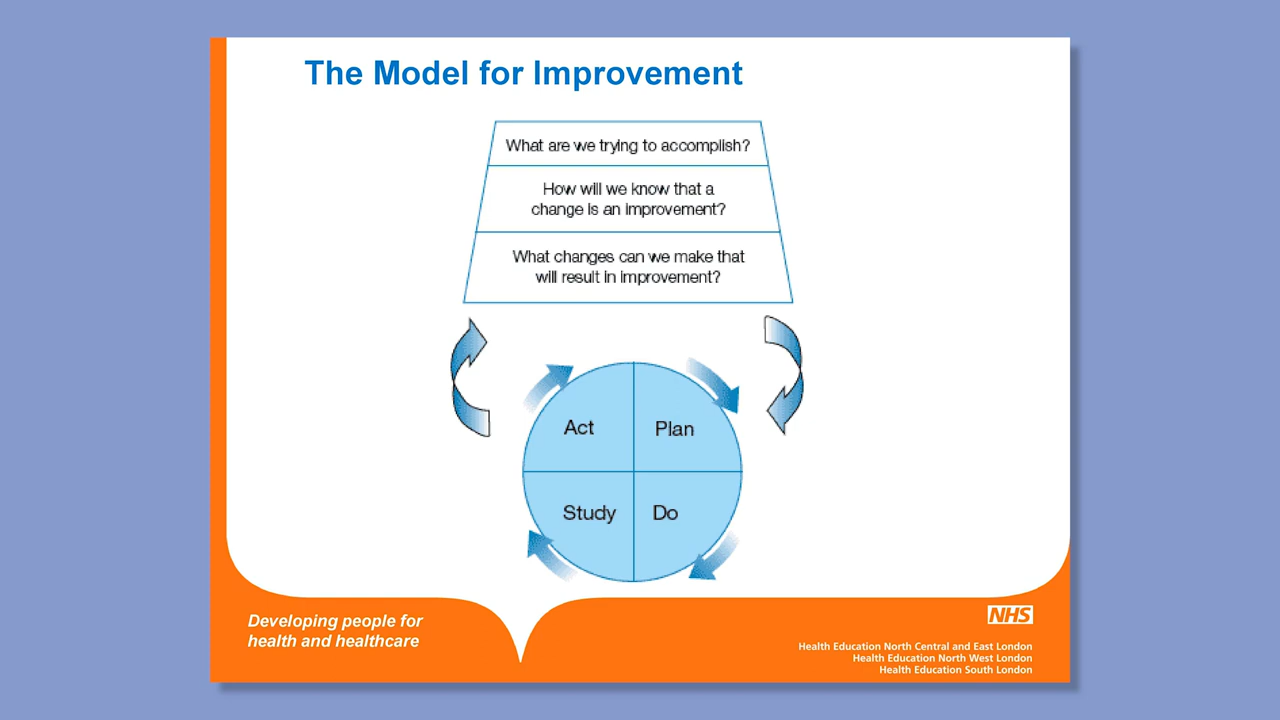 The Model for Improvement
What are we trying to accomplish?
How will we know that a
change is an improvement?
What changes can we make that
will result in improvement?
Act
Plan
Study
Do
Developing people for
health and healthcare
NHS
Health Education North Central and East London
Health Education North West London
Health Education South London